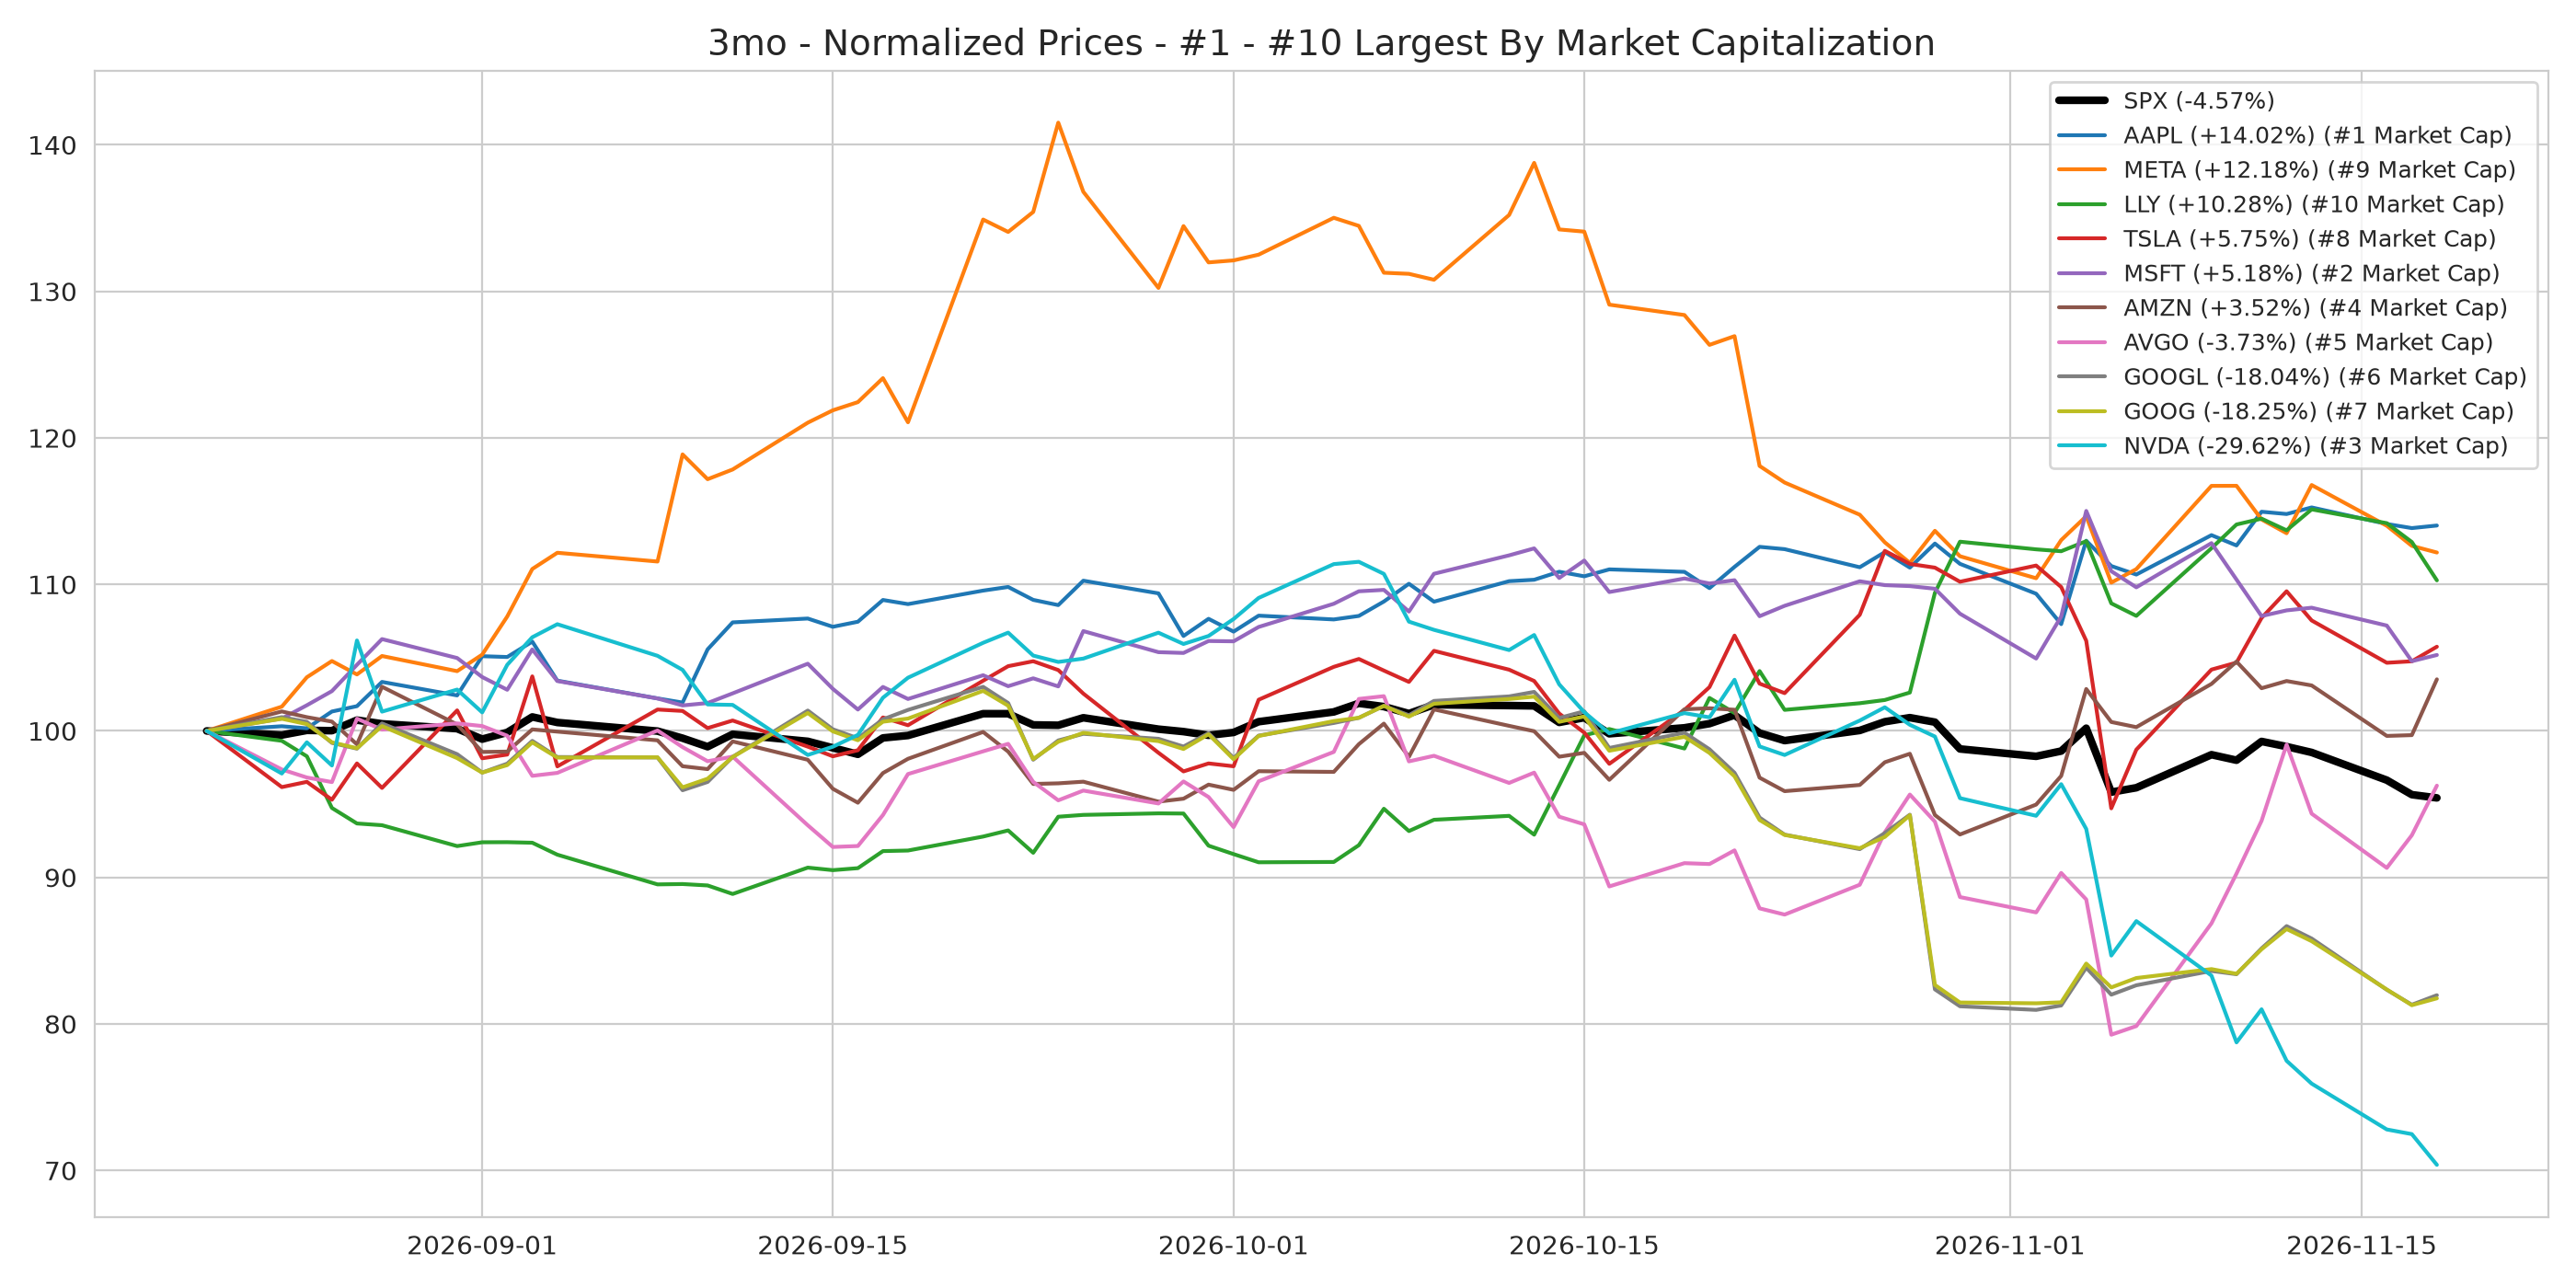 3mo - Normalized Prices - #1 - #10 Largest By Market Capitalization
SPX (-4.57%)
AAPL (+14.02%) (#1 Market Cap)
META (+12.18%) (#9 Market Cap)
LLY (+10.28%) (#10 Market Cap)
TSLA (+5.75%) (#8 Market Cap)
MSFT (+5.18%) (#2 Market Cap)
AMZN (+3.52%) (#4 Market Cap)
AVGO (-3.73%) (#5 Market Cap)
GOOGL (-18.04%) (#6 Market Cap)
GOOG (-18.25%) (#7 Market Cap)
NVDA (-29.62%) (#3 Market Cap)
140
130
120
110
100
90
80
70
2026-09-01
2026-09-15
2026-10-01
2026-10-15
2026-11-01
2026-11-15